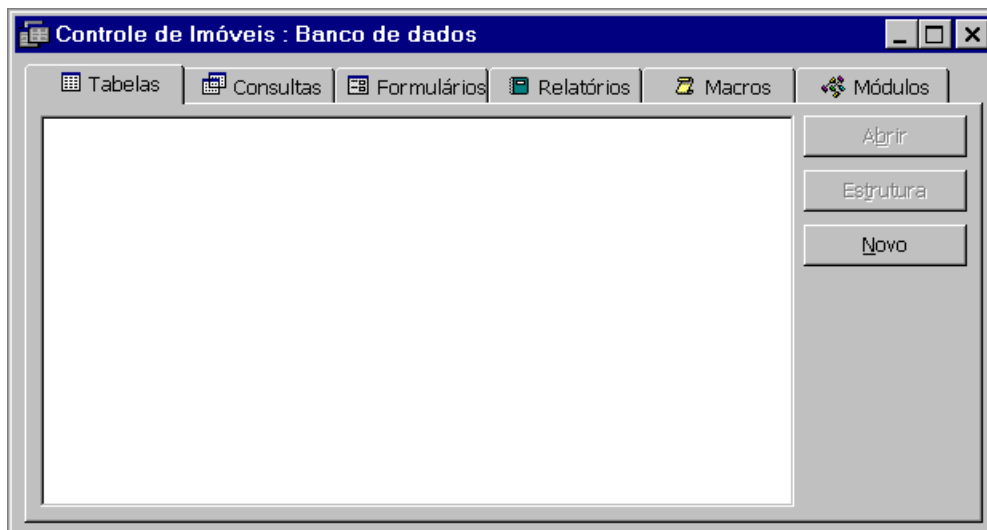 Controle de Imóveis : Banco de dados
Tabelas Consultas Formulários Relatórios Macros Módulos
Abrir
Estrutura
Novo